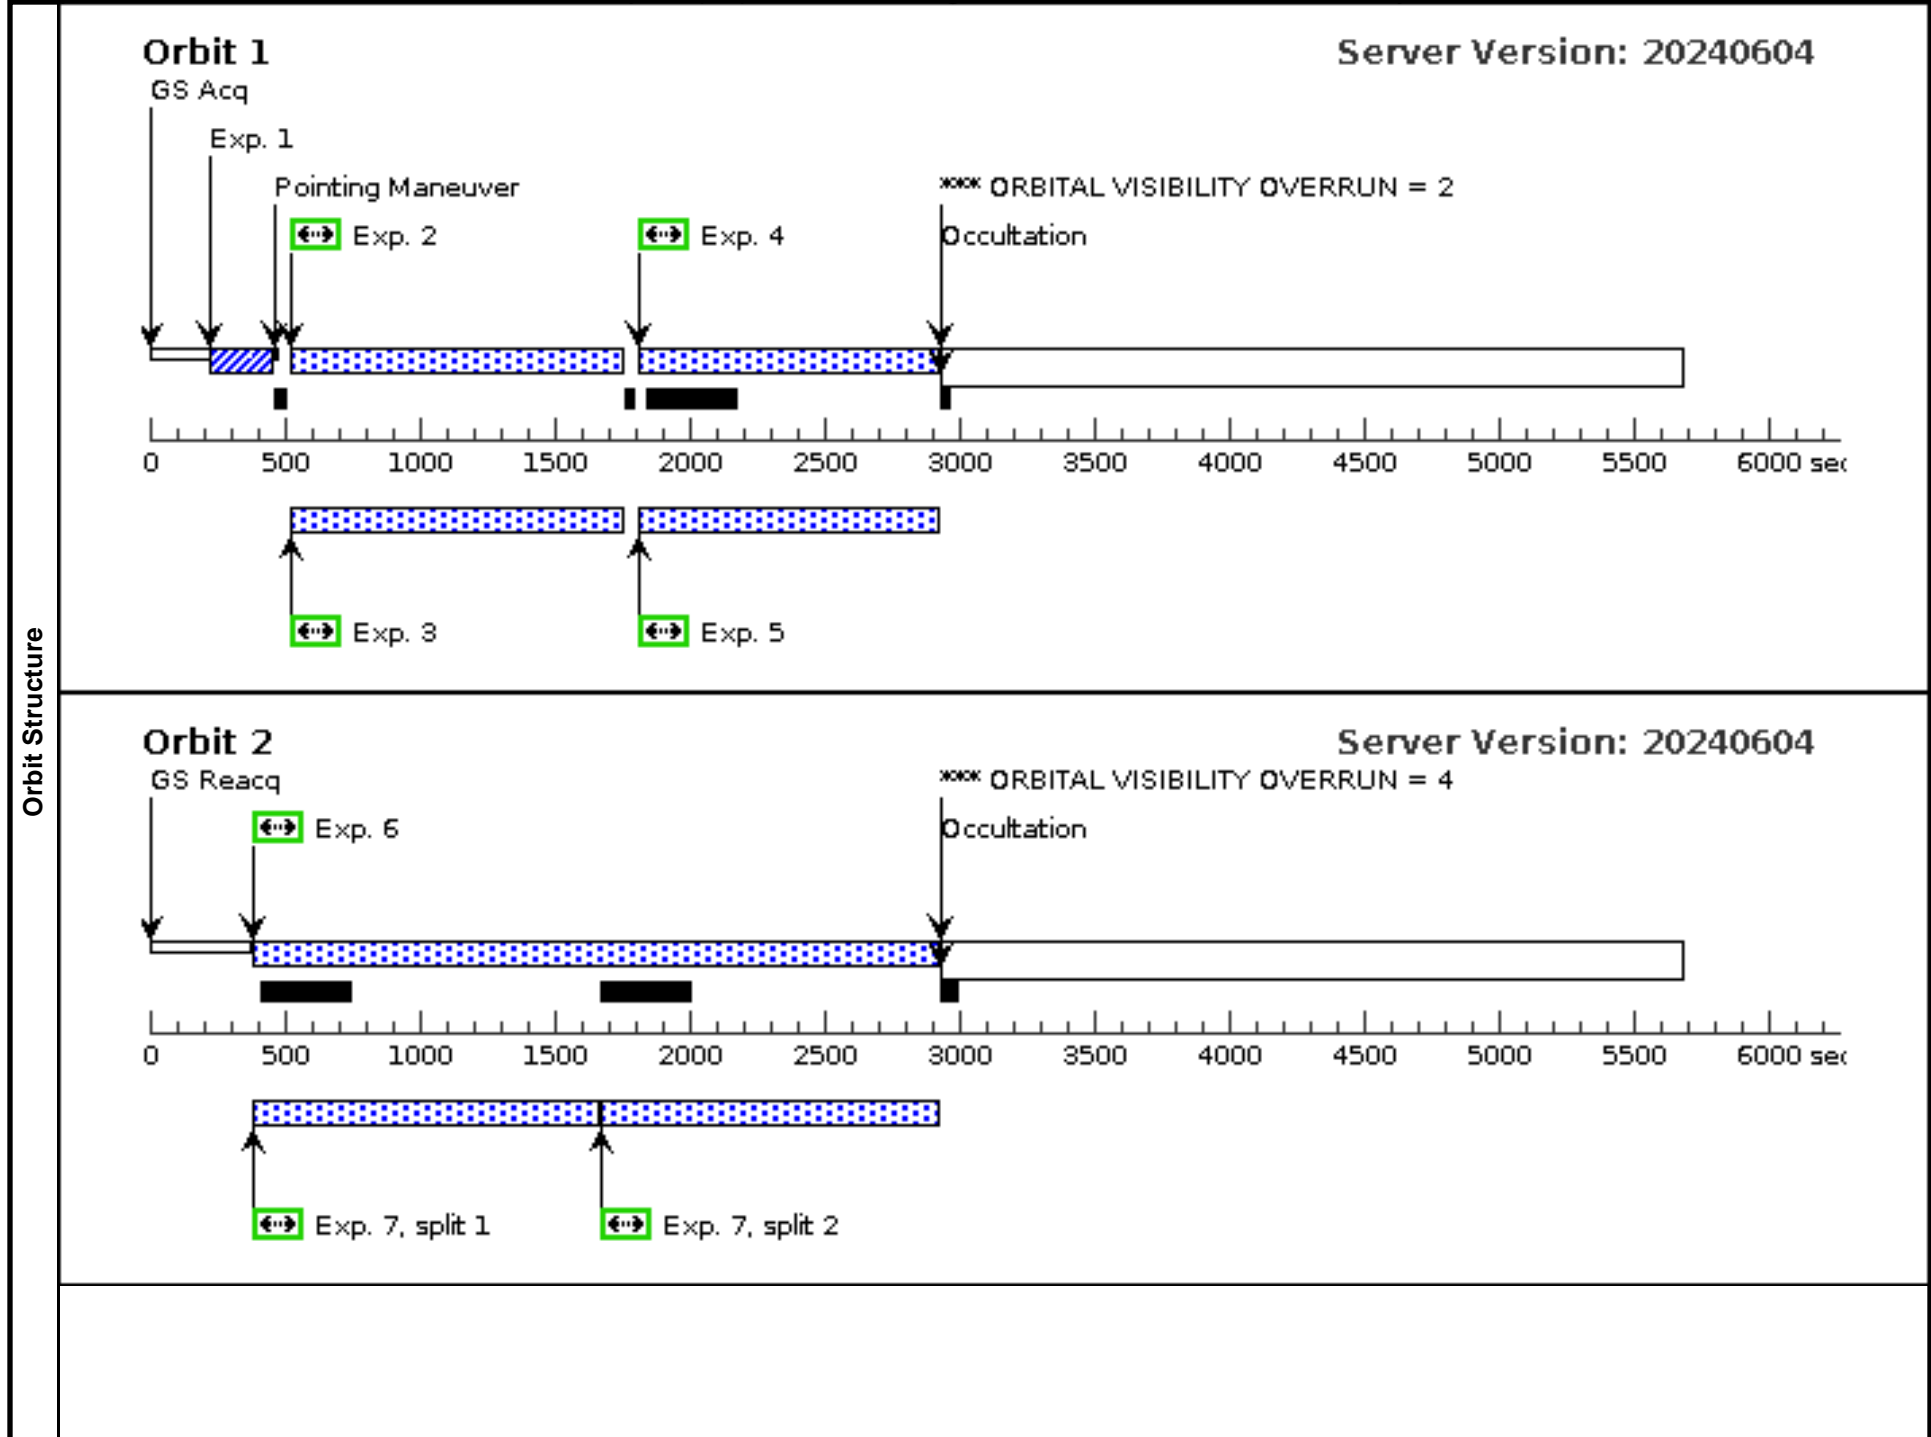 Orbit Structure
Orbit 1
Server Version: 20240604
GS Acq
Exp. 1
Pointing Maneuver
*** ORBITAL VISIBILITY OVERRUN = 2
Exp. 2
Exp. 4
Occultation
0 500 1000 1500 2000 2500 3000 3500 4000 4500 5000 5500 6000 sec
Exp. 3
Exp. 5
Orbit 2
Server Version: 20240604
GS Reacq
*** ORBITAL VISIBILITY OVERRUN = 4
Exp. 6
Occultation
0 500 1000 1500 2000 2500 3000 3500 4000 4500 5000 5500 6000 sec
Exp. 7, split 1
Exp. 7, split 2